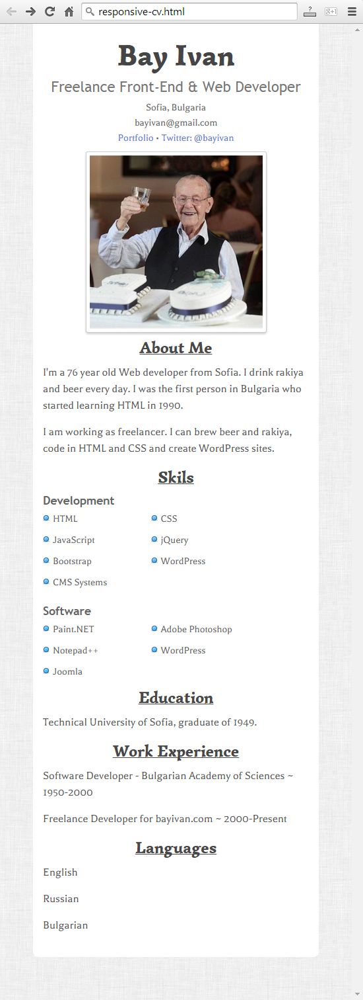 responsive-cv.html
?
g+1
Bay Ivan
Freelance Front-End & Web Developer
Sofia, Bulgaria
bayivan@gmail.com
Portfolio • Twitter: @bayivan
About Me
I'm a 76 year old Web developer from Sofia. I drink rakiya
and beer every day. I was the first person in Bulgaria who
started learning HTML in 1990.
I am working as freelancer. I can brew beer and rakiya,
code in HTML and CSS and create WordPress sites.
Skils
Development
HTML CSS
JavaScript jQuery
Bootstrap WordPress
CMS Systems
Software
Paint.NET Adobe Photoshop
Notepad++ WordPress
Joomla
Education
Technical University of Sofia, graduate of 1949.
Work Experience
Software Developer - Bulgarian Academy of Sciences ~
1950-2000
Freelance Developer for bayivan.com ~ 2000-Present
Languages
English
Russian
Bulgarian